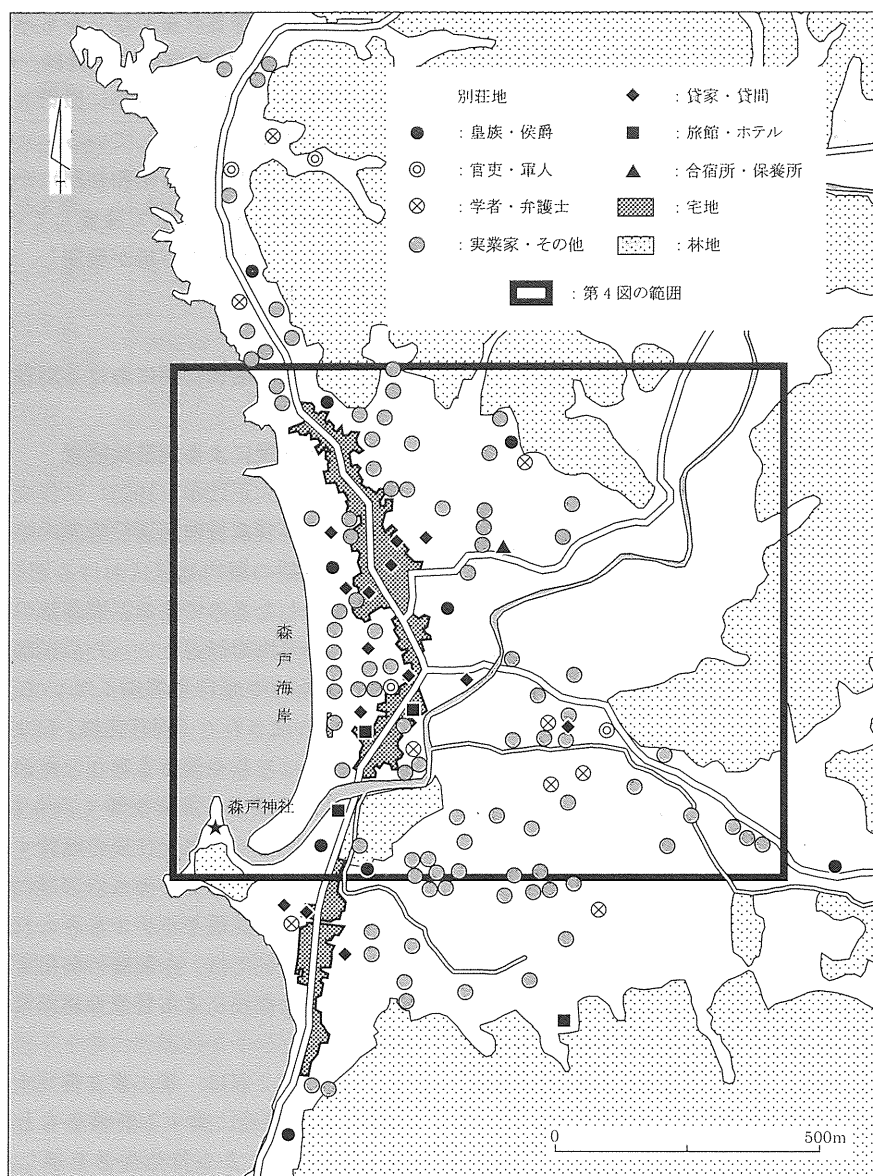 別荘地
◆ : 貸家・貸間
● : 皇族・侯爵
■ : 旅館・ホテル
◎ : 官吏・軍人
▲ : 合宿所・保養所
⊗ : 学者・弁護士
: 宅地
: 実業家・その他
: 林地
: 第4図の範囲
森戸海岸
森戸神社
0 500m